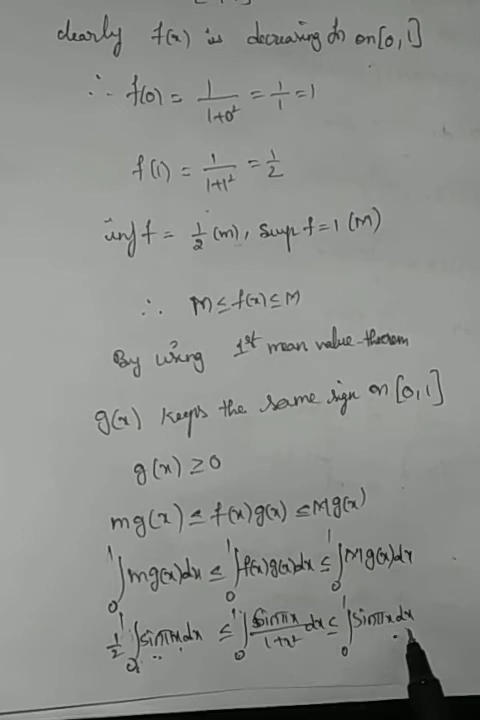 clearly f(x) is decreasing fn on [0,1]
∴ f(0) = 1/(1+0²) = 1/1 = 1
f(1) = 1/(1+1²) = 1/2
inf f = 1/2 (m), sup f = 1 (M)
∴ m ≤ f(x) ≤ M
By using 1st mean value theorem
g(x) keeps the same sign on [0,1]
g(x) ≥ 0
mg(x) ≤ f(x)g(x) ≤ Mg(x)
∫₀¹ mg(x)dx ≤ ∫₀¹ f(x)g(x)dx ≤ ∫₀¹ Mg(x)dx
1/2 ∫₀¹ sinπx dx ≤ ∫₀¹ sinπx/(1+x²) dx ≤ ∫₀¹ sinπx dx